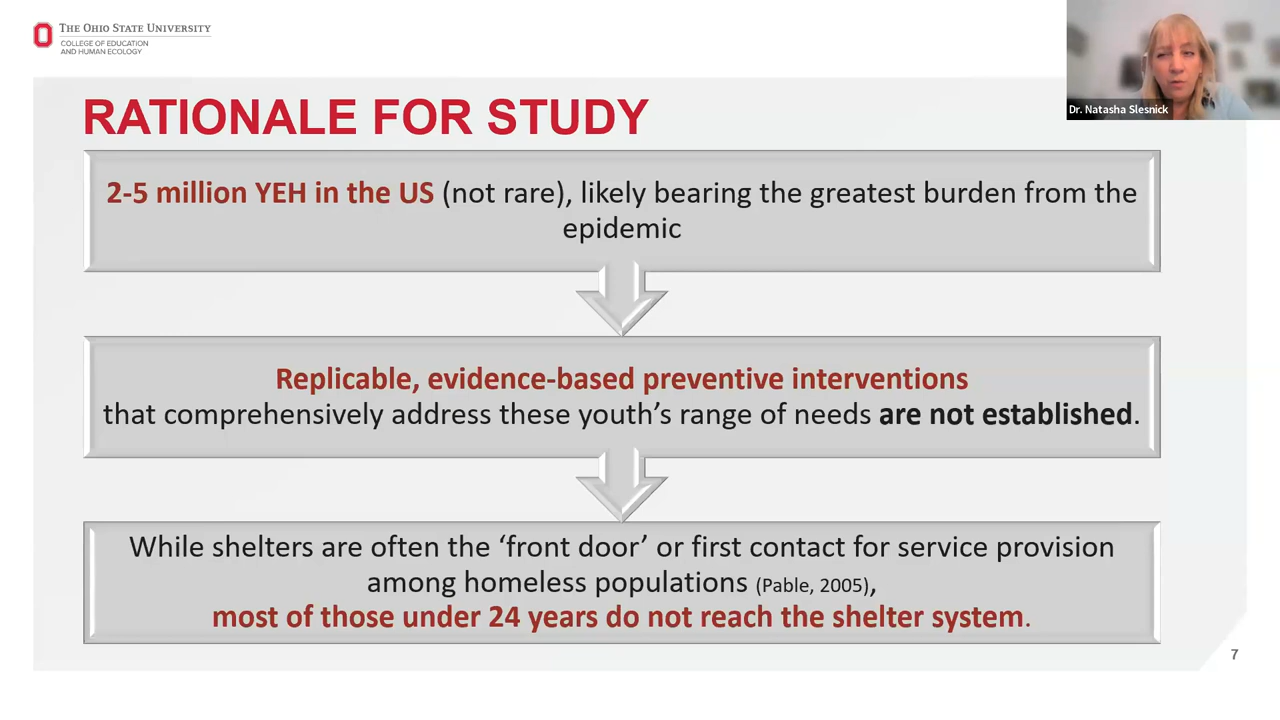 THE OHIO STATE UNIVERSITY
COLLEGE OF EDUCATION
AND HUMAN ECOLOGY
Dr. Natasha Slesnick
RATIONALE FOR STUDY
2-5 million YEH in the US (not rare), likely bearing the greatest burden from the
epidemic
Replicable, evidence-based preventive interventions
that comprehensively address these youth’s range of needs are not established.
While shelters are often the ‘front door’ or first contact for service provision
among homeless populations (Pable, 2005),
most of those under 24 years do not reach the shelter system.
7